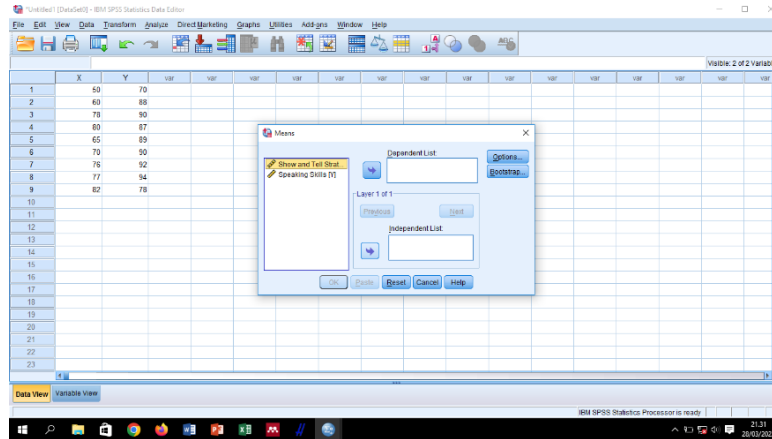 *Untitled1 [DataSet0] - IBM SPSS Statistics Data Editor
File Edit View Data Transform Analyze Direct Marketing Graphs Utilities Add-ons Window Help
Visible: 2 of 2 Variabl
X Y var var var var var var var var var var var var var var var
1 50 70
2 60 88
3 78 90
4 80 87
5 65 89
6 70 90
7 76 92
8 77 94
9 82 78
10
11
12
13
14
15
16
17
18
19
20
21
22
23
Means
Show and Tell Strat...
Speaking Skills [Y]
Dependent List:
Options...
Bootstrap...
Layer 1 of 1
Previous Next
Independent List:
OK Paste Reset Cancel Help
Data View Variable View
IBM SPSS Statistics Processor is ready
21.31